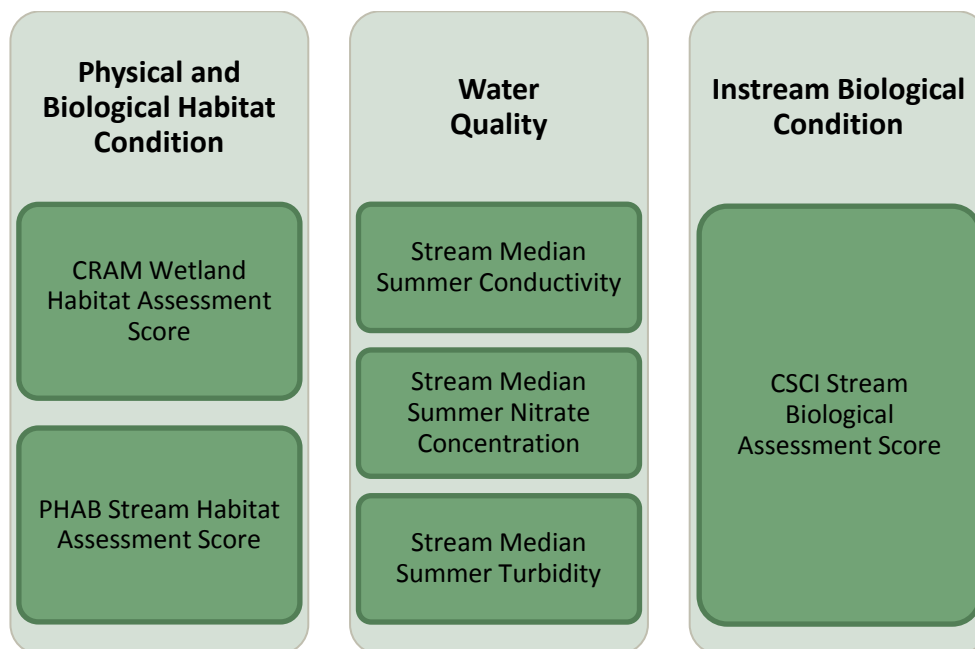 Physical and
Biological Habitat
Condition
CRAM Wetland
Habitat Assessment
Score
PHAB Stream Habitat
Assessment Score
Water
Quality
Stream Median
Summer Conductivity
Stream Median
Summer Nitrate
Concentration
Stream Median
Summer Turbidity
Instream Biological
Condition
CSCI Stream
Biological
Assessment Score